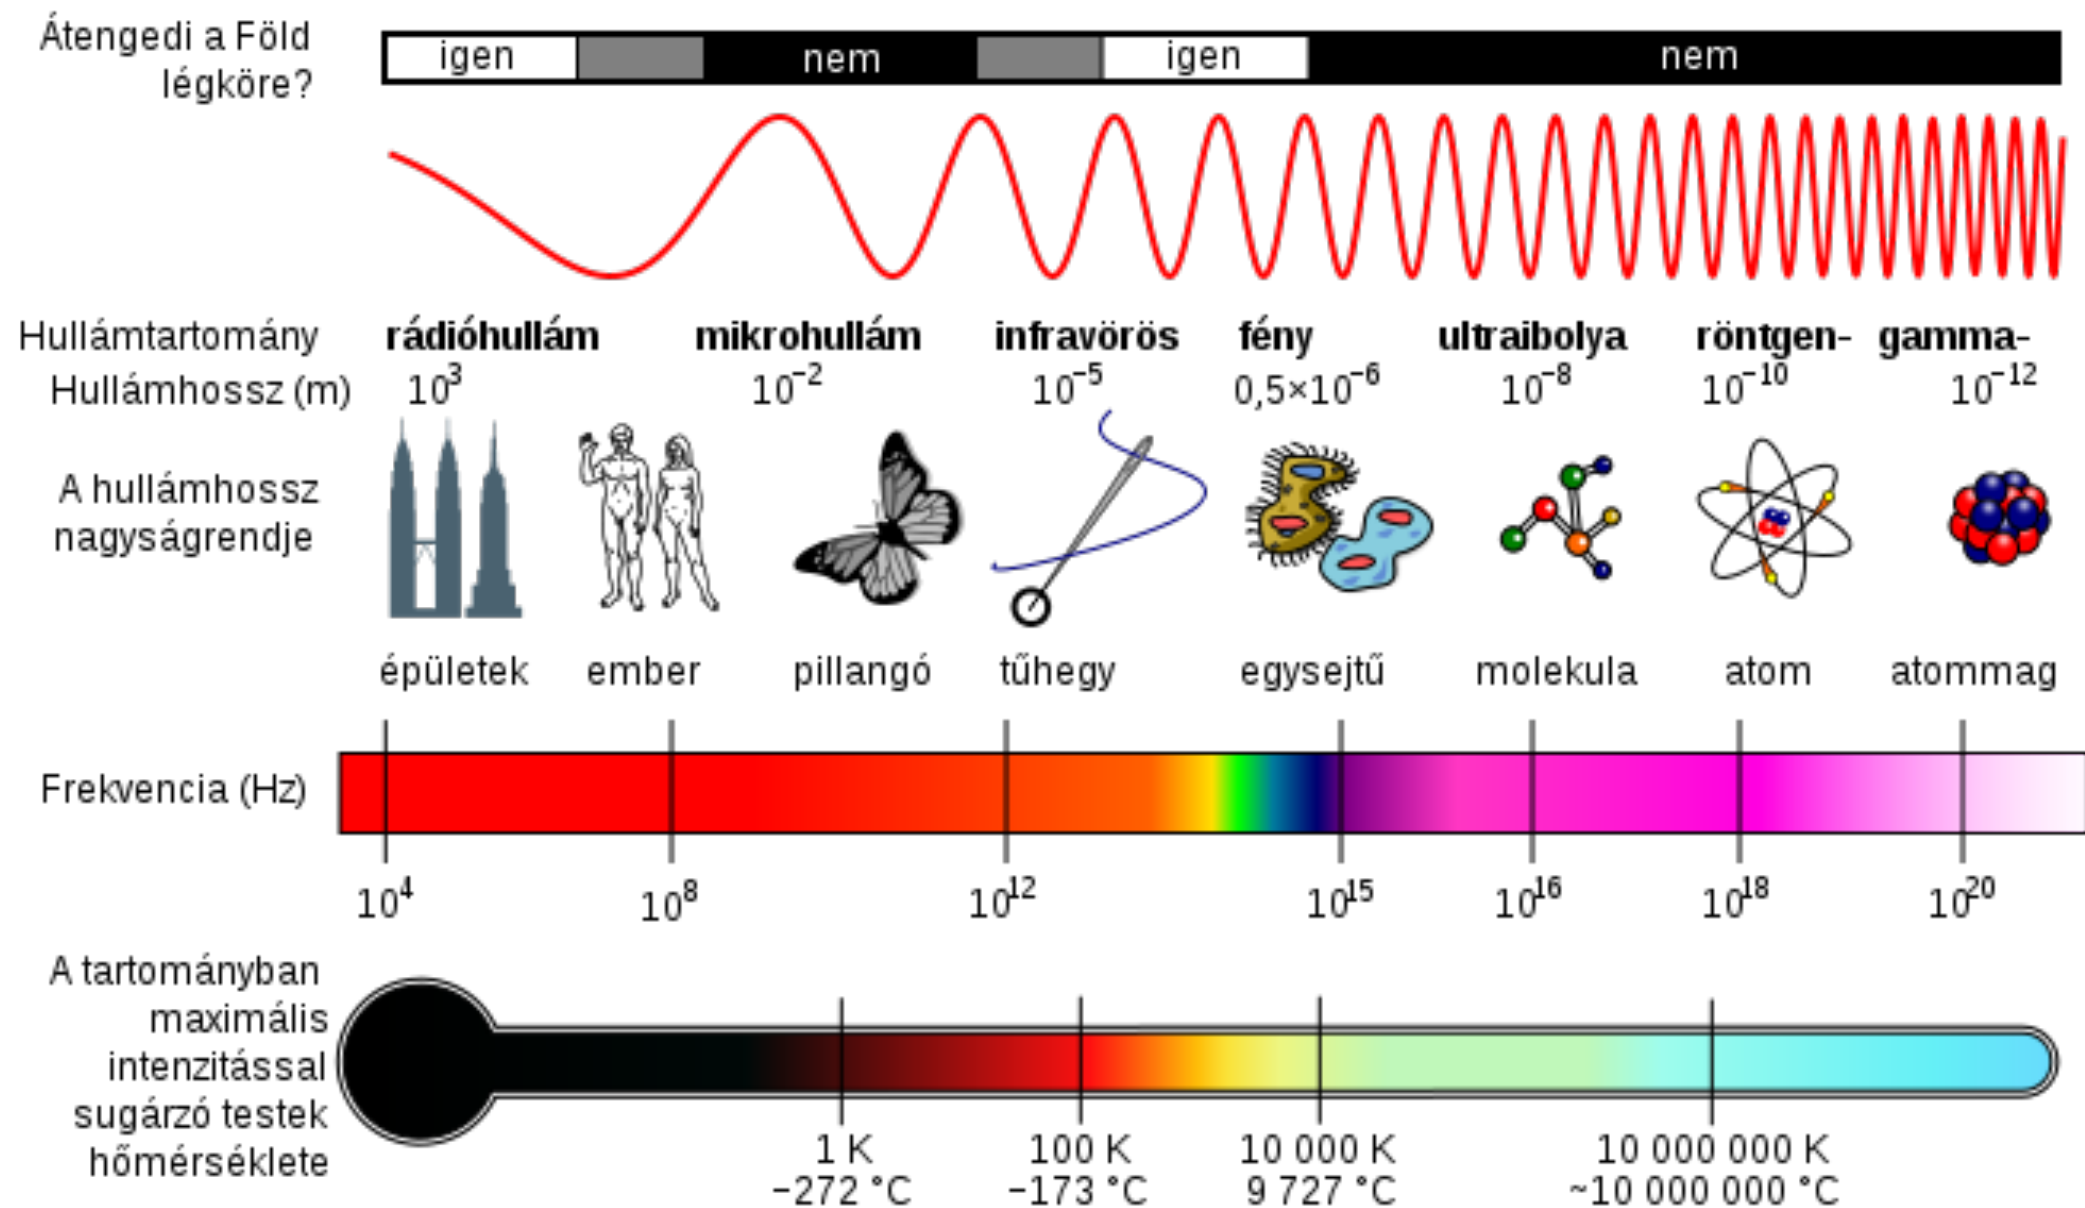 Átengedi a Föld
légköre?
igen nem igen nem
Hullámtartomány rádióhullám mikrohullám infravörös fény ultraibolya röntgen- gamma-
Hullámhossz (m) 10³ 10⁻² 10⁻⁵ 0,5×10⁻⁶ 10⁻⁸ 10⁻¹⁰ 10⁻¹²
A hullámhossz
nagyságrendje
épületek ember pillangó tűhegy egysejtű molekula atom atommag
Frekvencia (Hz)
10⁴ 10⁸ 10¹² 10¹⁵ 10¹⁶ 10¹⁸ 10²⁰
A tartományban
maximális
intenzitással
sugárzó testek
hőmérséklete
1 K 100 K 10 000 K 10 000 000 K
−272 °C −173 °C 9 727 °C ~10 000 000 °C